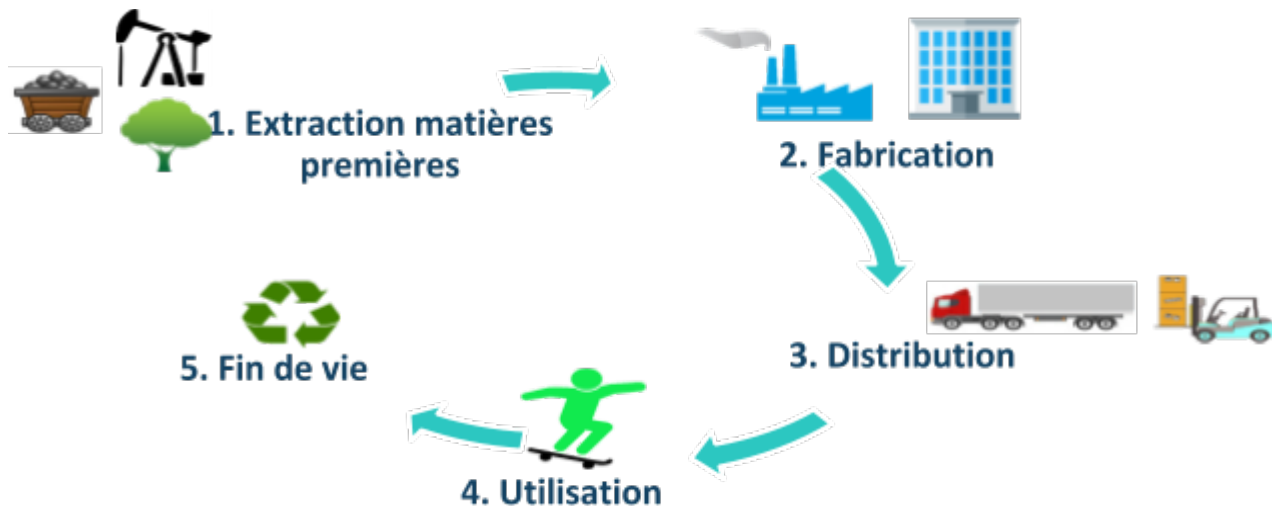 1. Extraction matières
premières
2. Fabrication
3. Distribution
4. Utilisation
5. Fin de vie